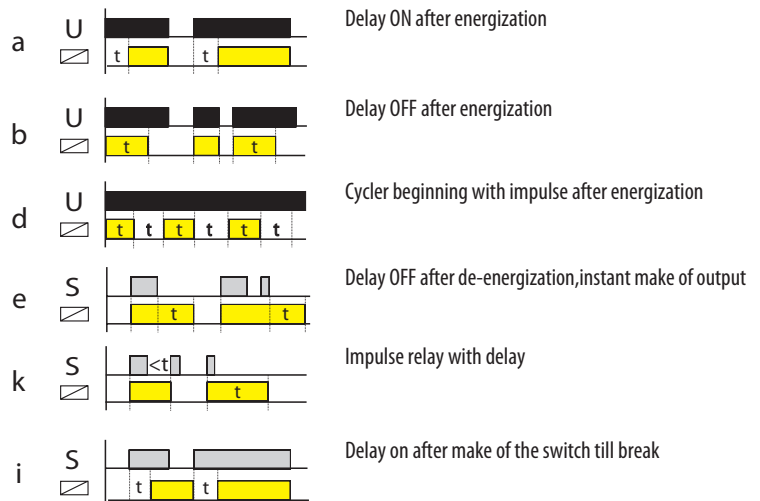 a U Delay ON after energization
t t
b U Delay OFF after energization
t t
d U Cycler beginning with impulse after energization
t t t t t t
e S Delay OFF after de-energization,instant make of output
t t
k S <t Impulse relay with delay
t
i S Delay on after make of the switch till break
t t